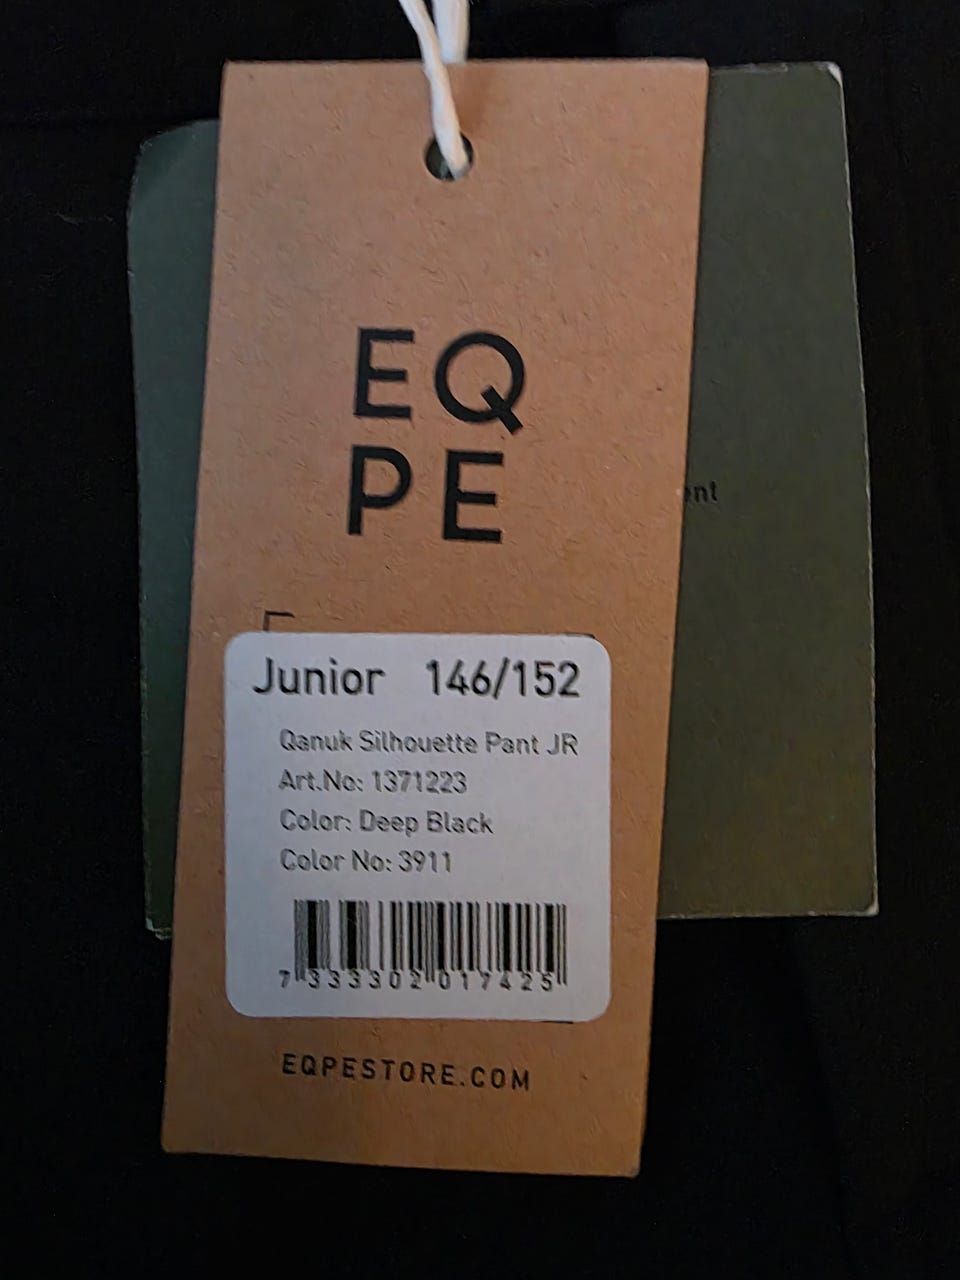 EQ
PE
ent
Junior 146/152
Qanuk Silhouette Pant JR
Art.No: 1371223
Color: Deep Black
Color No: 3911
7 333302 017425
EQPESTORE.COM